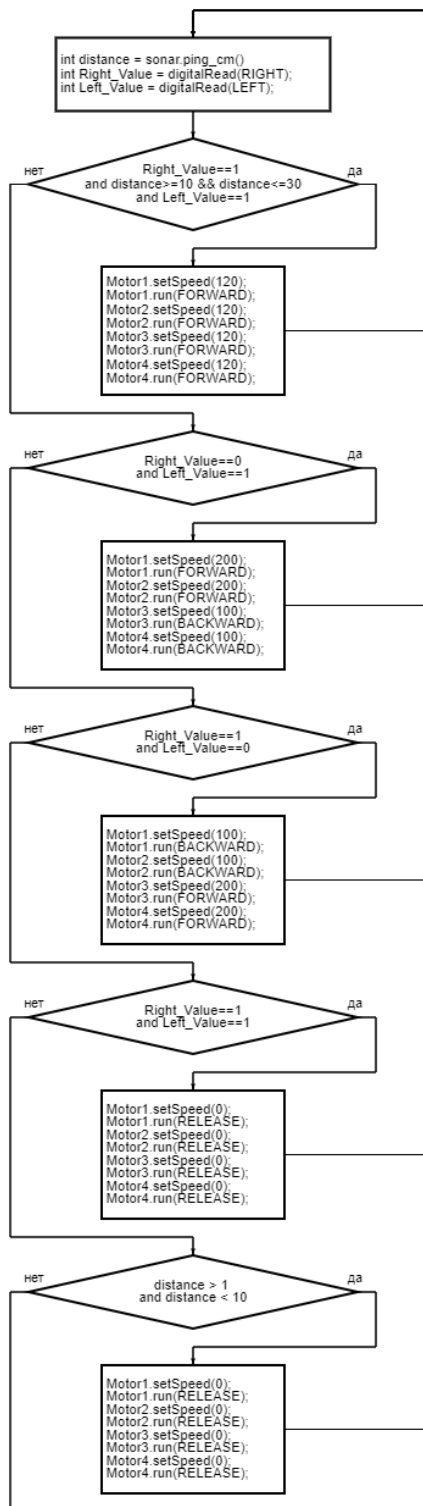 int distance = sonar.ping_cm()
int Right_Value = digitalRead(RIGHT);
int Left_Value = digitalRead(LEFT);
нет
да
Right_Value==1
and distance>=10 && distance<=30
and Left_Value==1
Motor1.setSpeed(120);
Motor1.run(FORWARD);
Motor2.setSpeed(120);
Motor2.run(FORWARD);
Motor3.setSpeed(120);
Motor3.run(FORWARD);
Motor4.setSpeed(120);
Motor4.run(FORWARD);
нет
да
Right_Value==0
and Left_Value==1
Motor1.setSpeed(200);
Motor1.run(FORWARD);
Motor2.setSpeed(200);
Motor2.run(FORWARD);
Motor3.setSpeed(100);
Motor3.run(BACKWARD);
Motor4.setSpeed(100);
Motor4.run(BACKWARD);
нет
да
Right_Value==1
and Left_Value==0
Motor1.setSpeed(100);
Motor1.run(BACKWARD);
Motor2.setSpeed(100);
Motor2.run(BACKWARD);
Motor3.setSpeed(200);
Motor3.run(FORWARD);
Motor4.setSpeed(200);
Motor4.run(FORWARD);
нет
да
Right_Value==1
and Left_Value==1
Motor1.setSpeed(0);
Motor1.run(RELEASE);
Motor2.setSpeed(0);
Motor2.run(RELEASE);
Motor3.setSpeed(0);
Motor3.run(RELEASE);
Motor4.setSpeed(0);
Motor4.run(RELEASE);
нет
да
distance > 1
and distance < 10
Motor1.setSpeed(0);
Motor1.run(RELEASE);
Motor2.setSpeed(0);
Motor2.run(RELEASE);
Motor3.setSpeed(0);
Motor3.run(RELEASE);
Motor4.setSpeed(0);
Motor4.run(RELEASE);